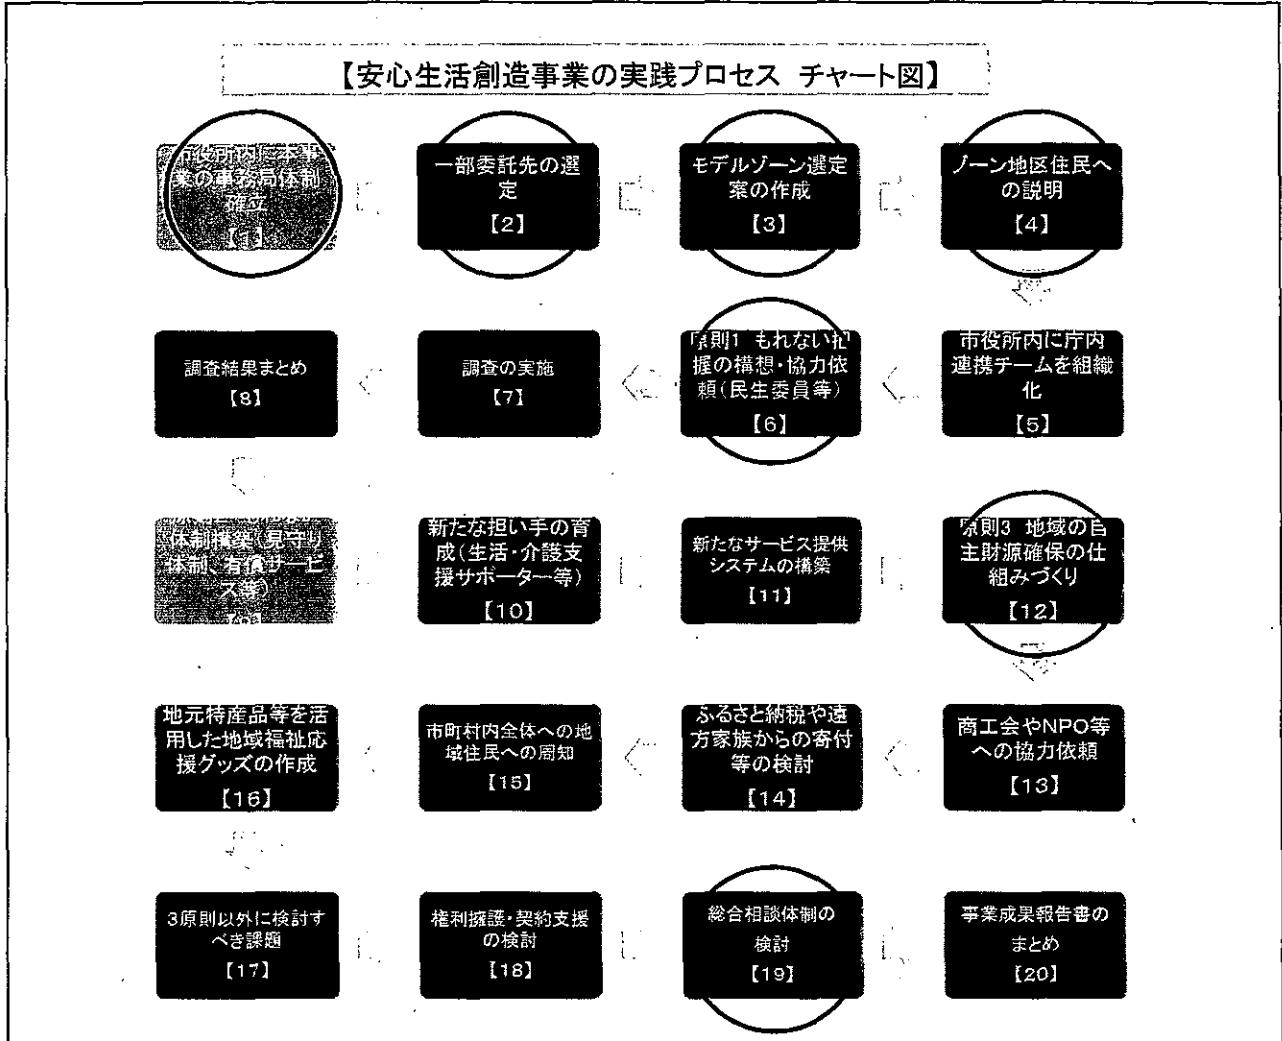 【安心生活創造事業の実践プロセス チャート図】
市役所内に本事
業の事務局体制
確立
【1】
一部委託先の選
定
【2】
モデルゾーン選定
案の作成
【3】
ゾーン地区住民へ
の説明
【4】
市役所内に庁内
連携チームを組織
化
【5】
原則1 もれない把
握の構想・協力依
頼(民生委員等)
【6】
調査の実施
【7】
調査結果まとめ
【8】
体制構築(見守り
体制、有償サービ
ス等)
【9】
新たな担い手の育
成(生活・介護支
援サポーター等)
【10】
新たなサービス提供
システムの構築
【11】
原則3 地域の自
主財源確保の仕
組みづくり
【12】
商工会やNPO等
への協力依頼
【13】
ふるさと納税や遠
方家族からの寄付
等の検討
【14】
市町村内全体への地
域住民への周知
【15】
地元特産品等を活
用した地域福祉応
援グッズの作成
【16】
3原則以外に検討す
べき課題
【17】
権利擁護・契約支援
の検討
【18】
総合相談体制の
検討
【19】
事業成果報告書の
まとめ
【20】